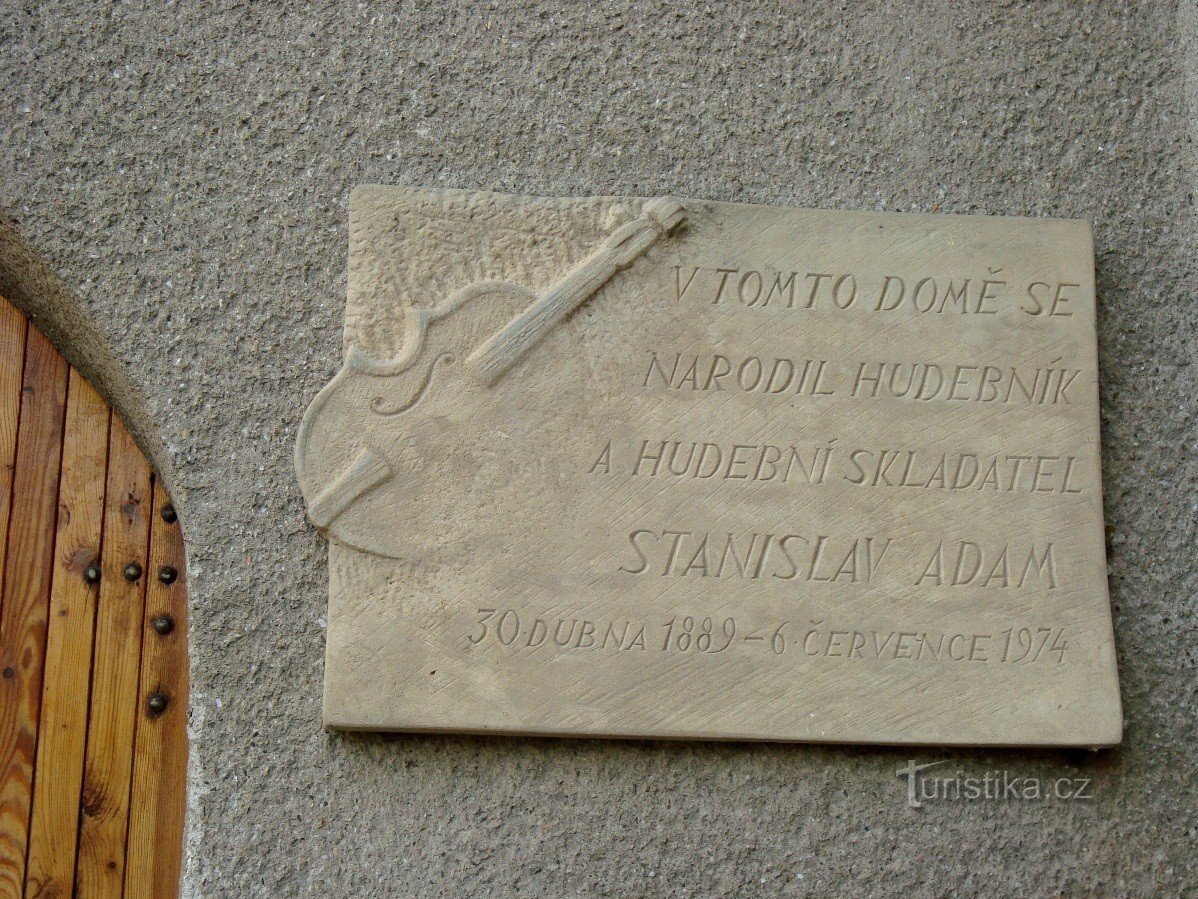 V TOMTO DOMĚ SE
NARODIL HUDEBNÍK
A HUDEBNÍ SKLADATEL
STANISLAV ADAM
30·DUBNA 1889 – 6· ČERVENCE 1974
Turistika.cz